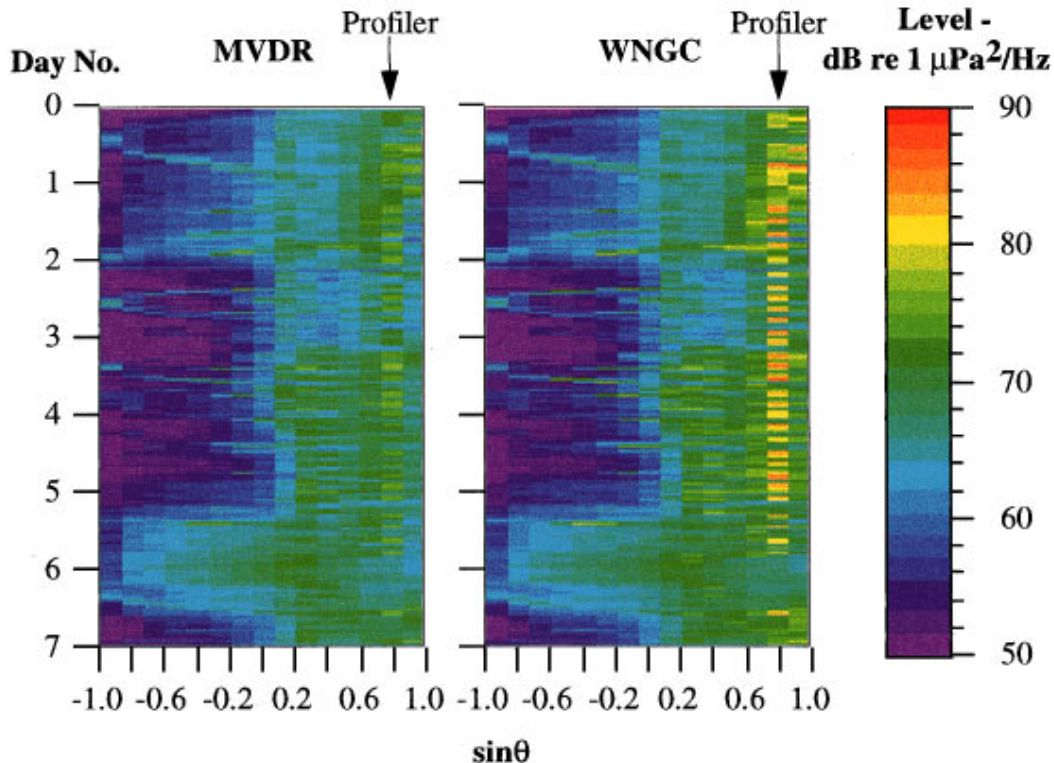 Profiler
Profiler
Level -
dB re 1 μPa²/Hz
Day No.
MVDR
WNGC
0
1
2
3
4
5
6
7
90
80
70
60
50
-1.0 -0.6 -0.2 0.2 0.6 1.0
-1.0 -0.6 -0.2 0.2 0.6 1.0
sinθ